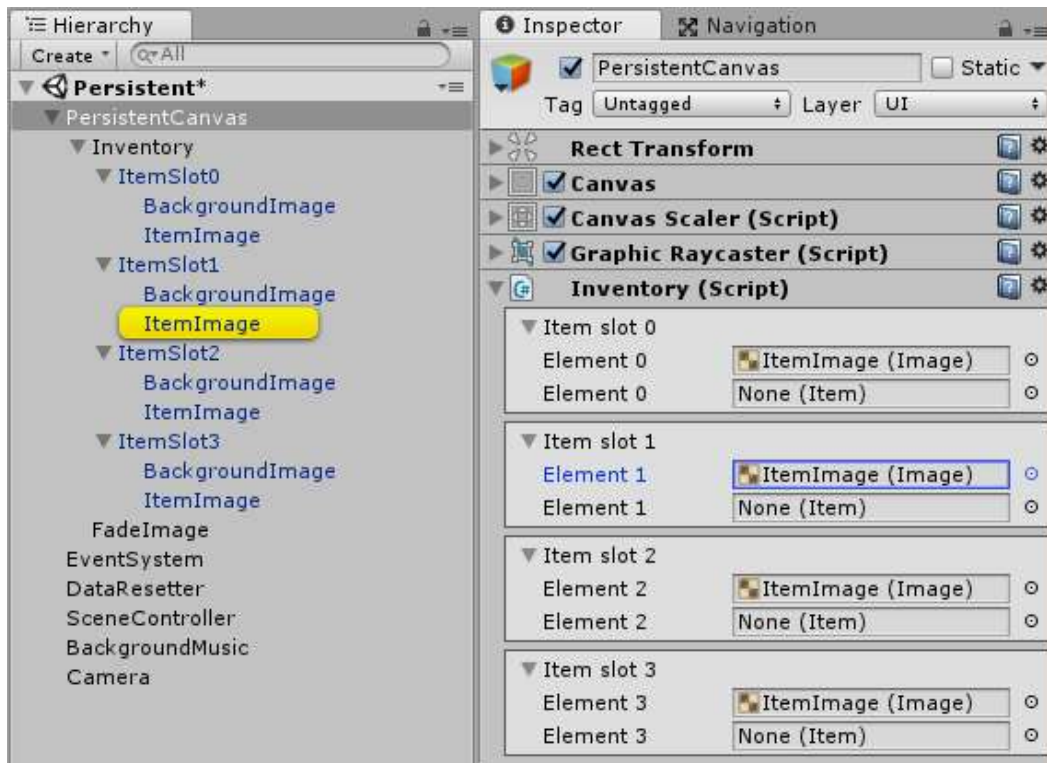 Hierarchy
Create
All
Persistent*
PersistentCanvas
Inventory
ItemSlot0
BackgroundImage
ItemImage
ItemSlot1
BackgroundImage
ItemImage
ItemSlot2
BackgroundImage
ItemImage
ItemSlot3
BackgroundImage
ItemImage
FadeImage
EventSystem
DataResetter
SceneController
BackgroundMusic
Camera
Inspector Navigation
PersistentCanvas Static
Tag Untagged Layer UI
Rect Transform
Canvas
Canvas Scaler (Script)
Graphic Raycaster (Script)
C# Inventory (Script)
Item slot 0
Element 0 ItemImage (Image)
Element 0 None (Item)
Item slot 1
Element 1 ItemImage (Image)
Element 1 None (Item)
Item slot 2
Element 2 ItemImage (Image)
Element 2 None (Item)
Item slot 3
Element 3 ItemImage (Image)
Element 3 None (Item)